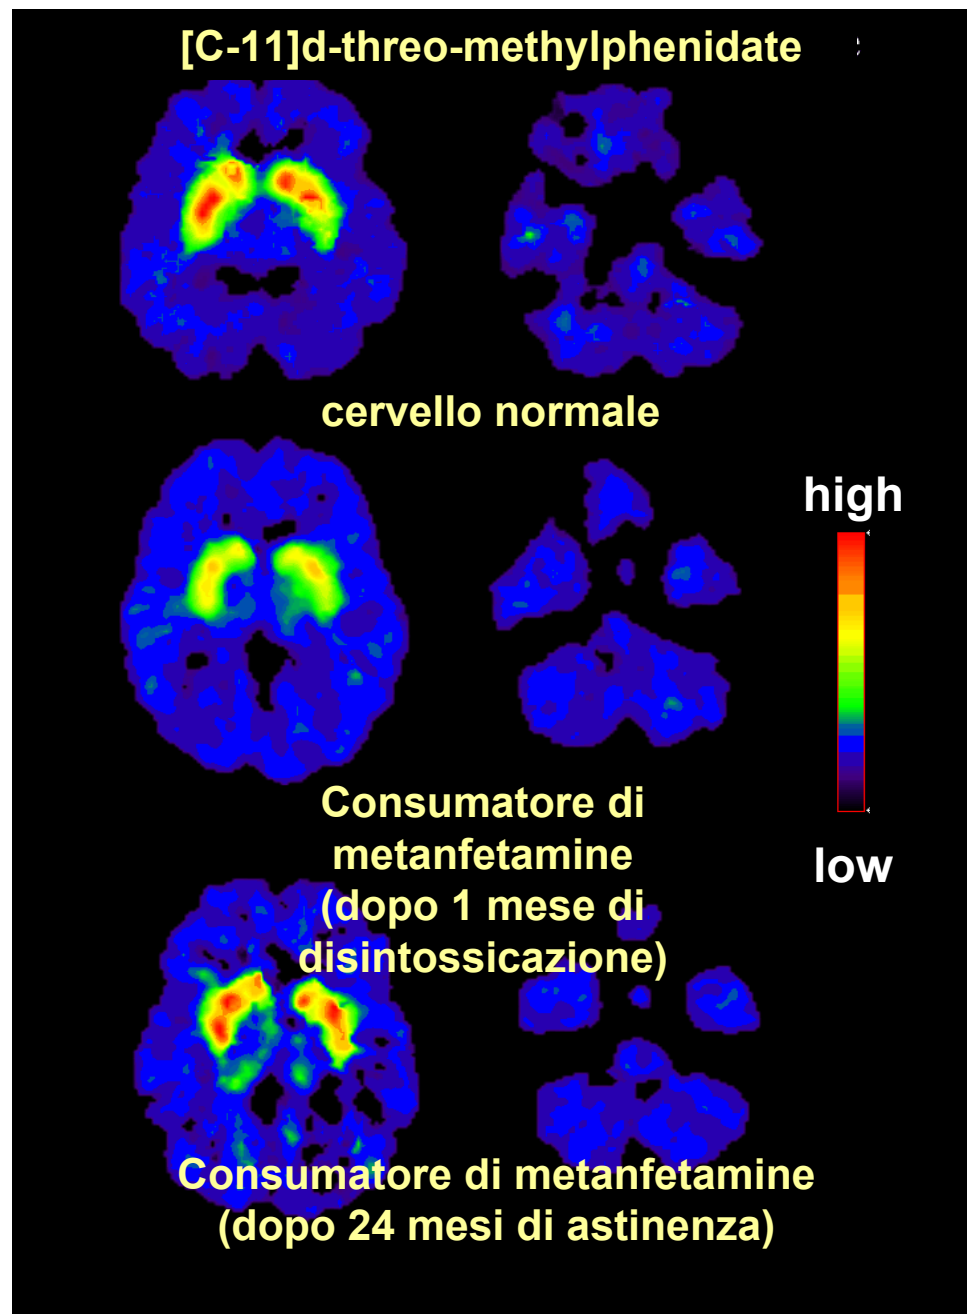 [C-11]d-threo-methylphenidate
cervello normale
high
Consumatore di
metanfetamine
(dopo 1 mese di
disintossicazione)
low
Consumatore di metanfetamine
(dopo 24 mesi di astinenza)